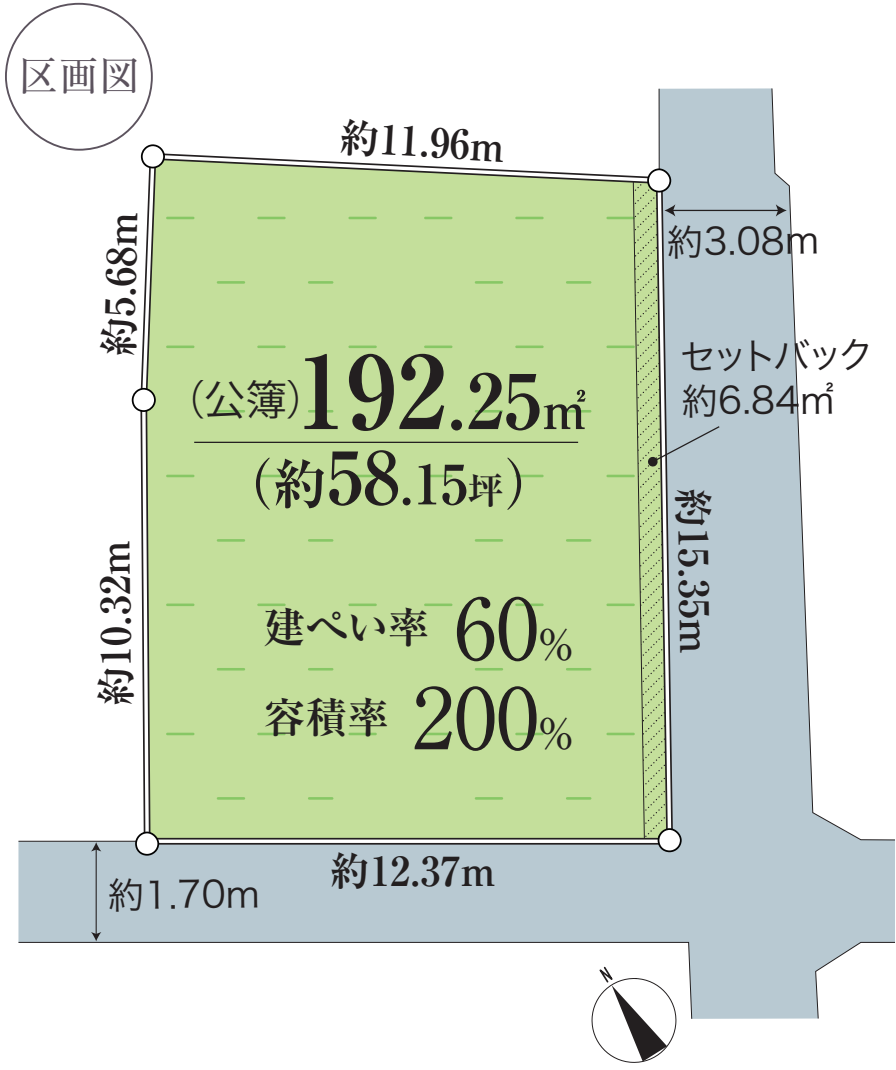 区画図
約11.96m
約3.08m
約5.68m
セットバック
約6.84㎡
(公簿)192.25㎡
(約58.15坪)
約15.35m
約10.32m
建ぺい率 60%
容積率 200%
約12.37m
約1.70m
N